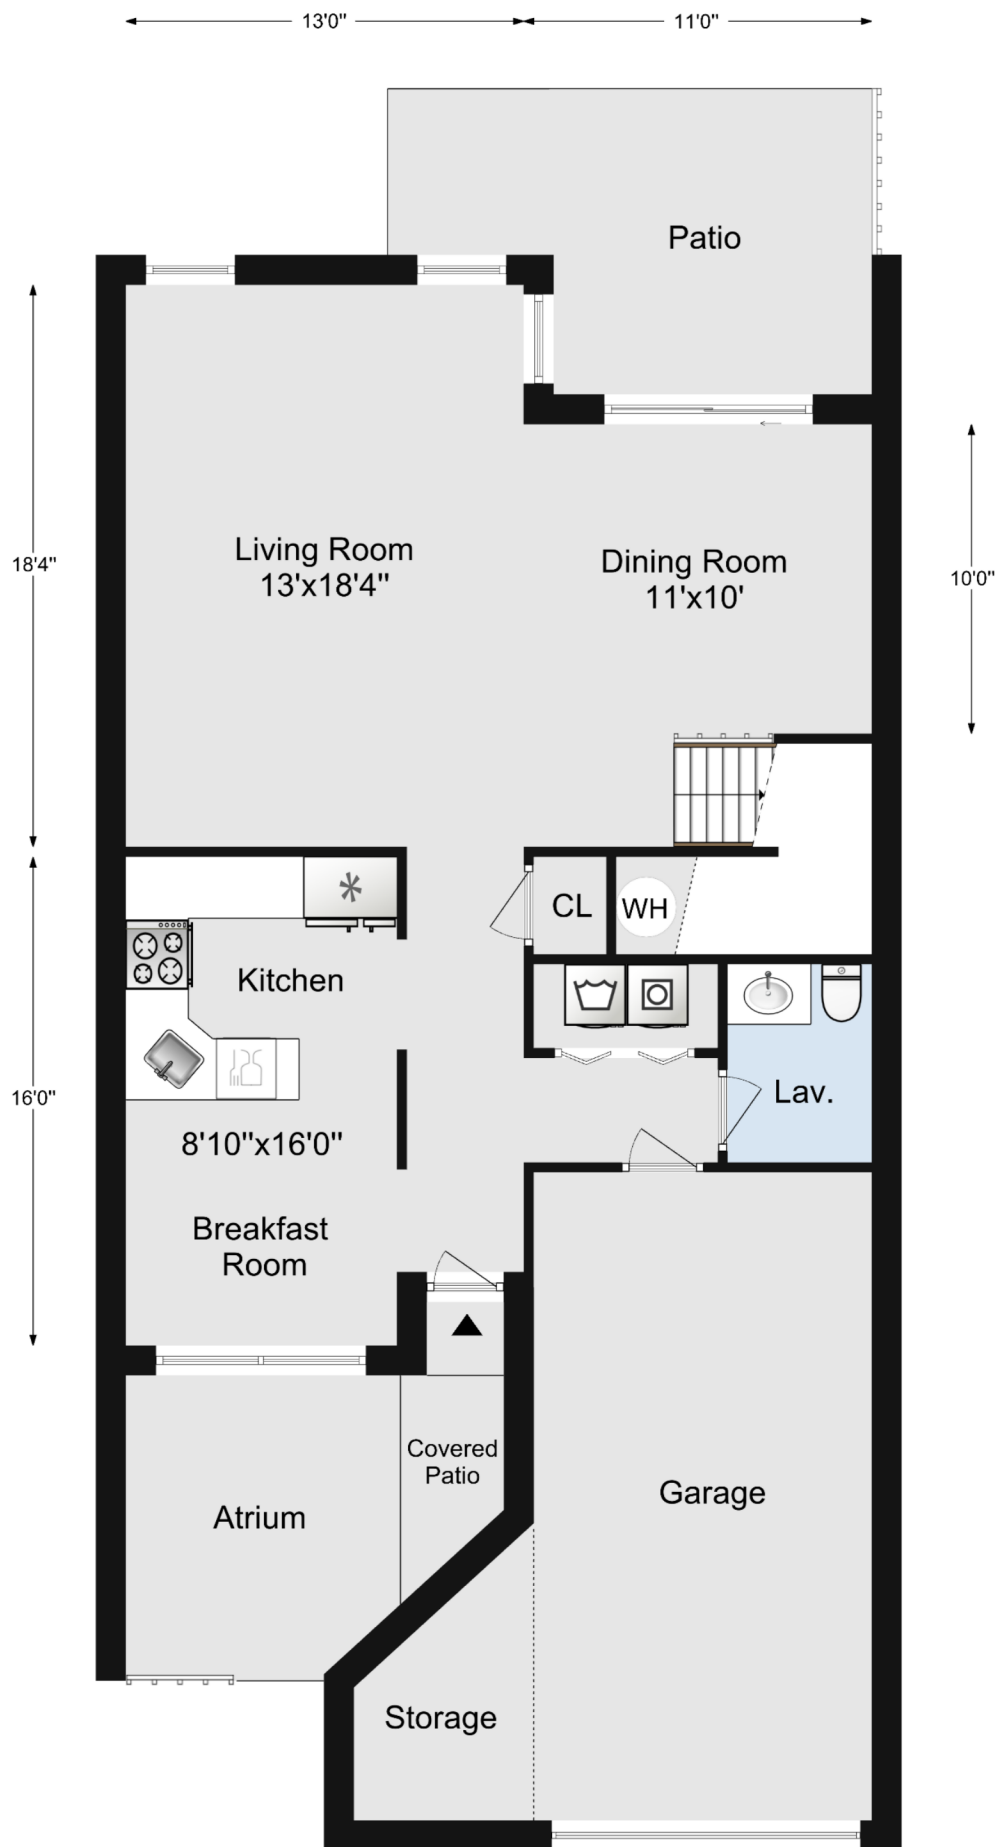 13'0"
11'0"
Patio
Living Room
13'x18'4"
Dining Room
11'x10'
18'4"
10'0"
CL
WH
Kitchen
16'0"
8'10"x16'0"
Lav.
Breakfast
Room
Covered
Patio
Atrium
Garage
Storage